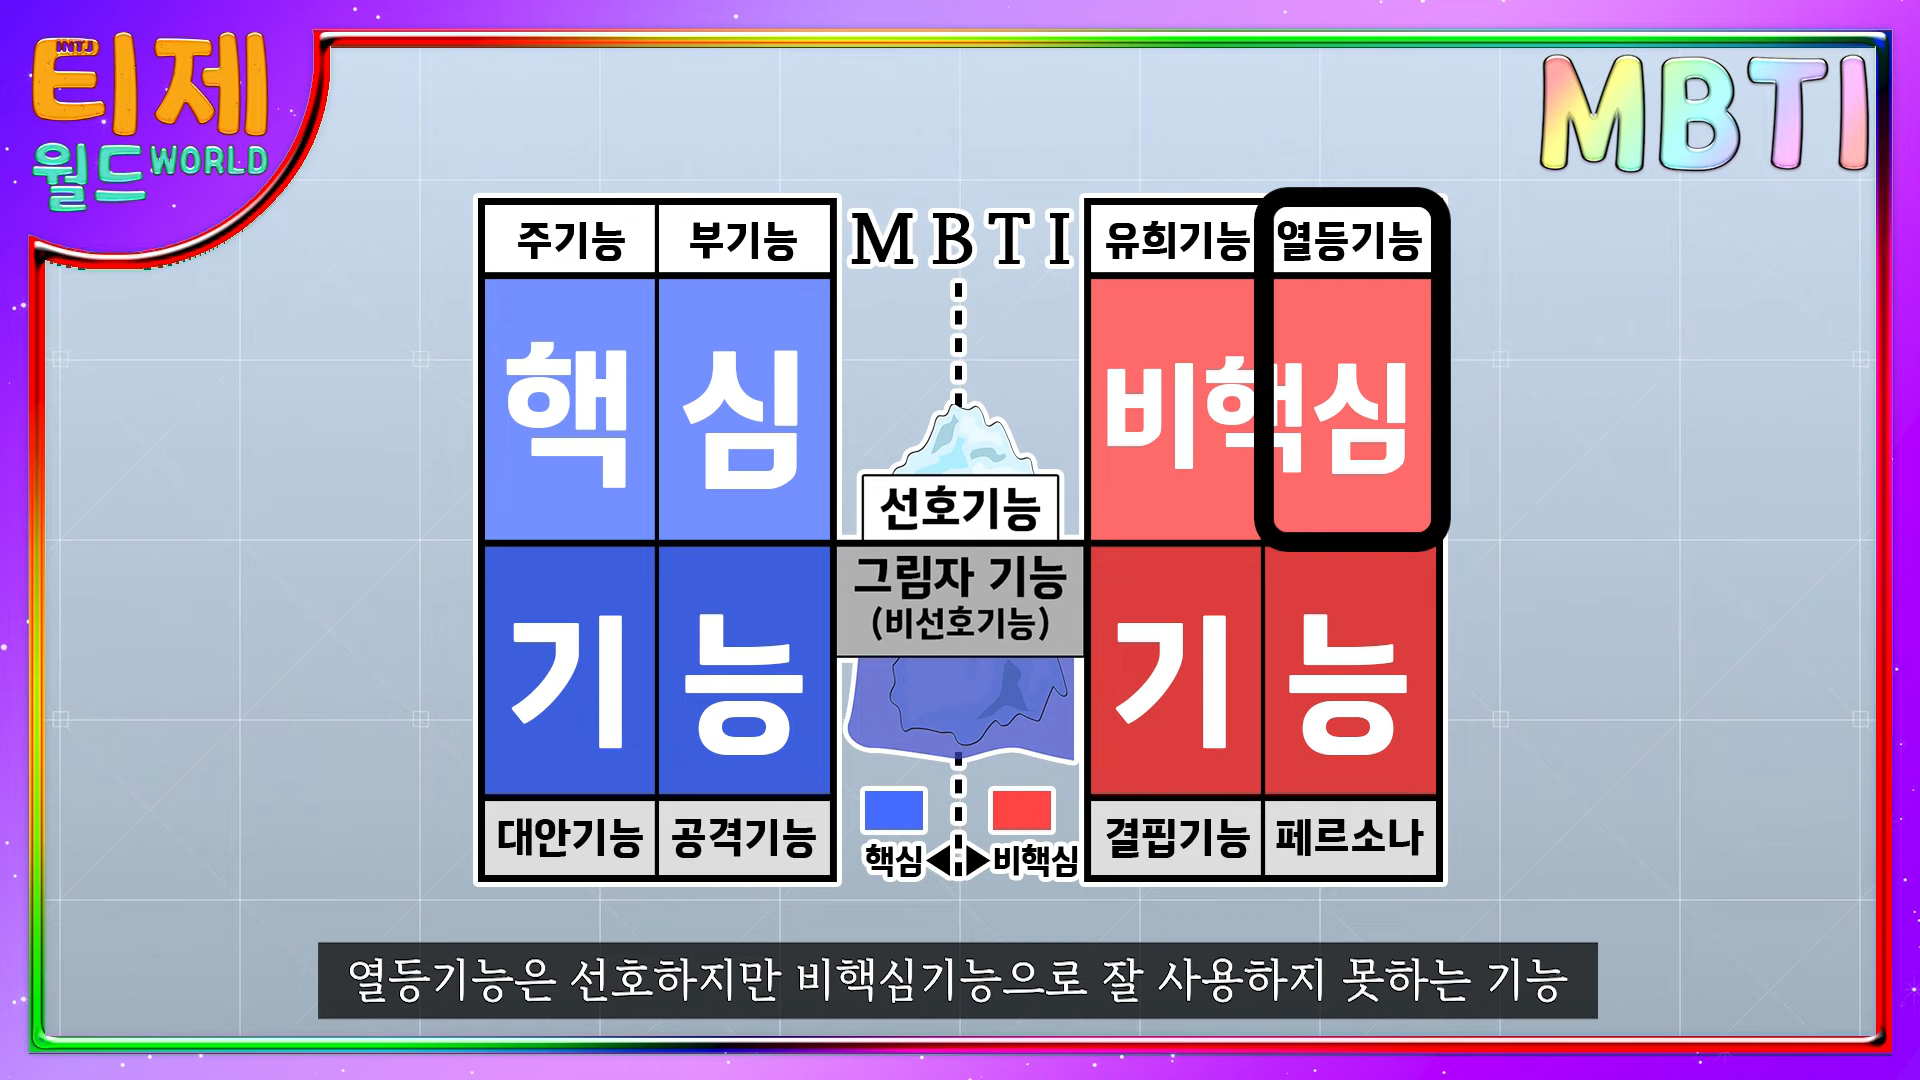 INTJ
티제
월드 WORLD
MBTI
주기능 부기능
MBTI
유희기능 열등기능
핵심
비핵심
선호기능
그림자 기능
(비선호기능)
기능
기능
대안기능 공격기능
핵심 비핵심
결핍기능 페르소나
열등기능은 선호하지만 비핵심기능으로 잘 사용하지 못하는 기능